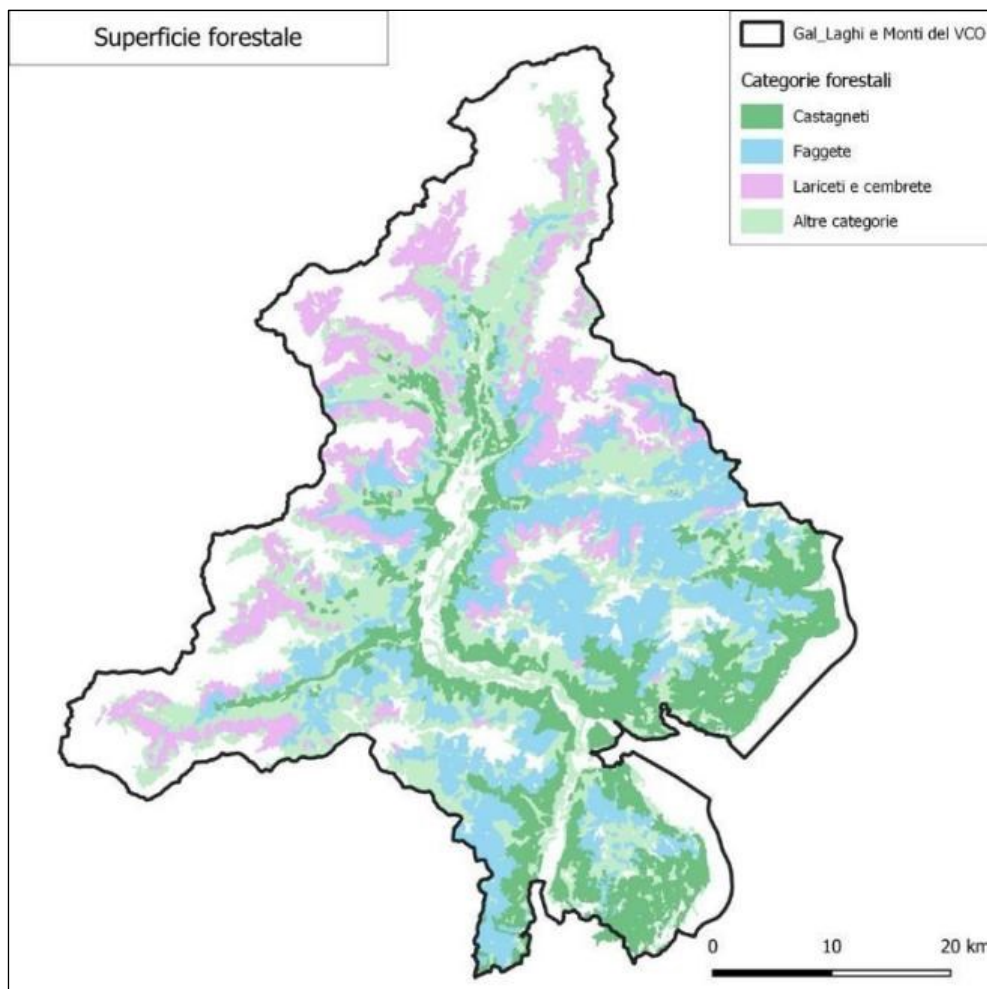 Superficie forestale
Gal_Laghi e Monti del VCO
Categorie forestali
Castagneti
Faggete
Lariceti e cembrete
Altre categorie
0 10 20 km